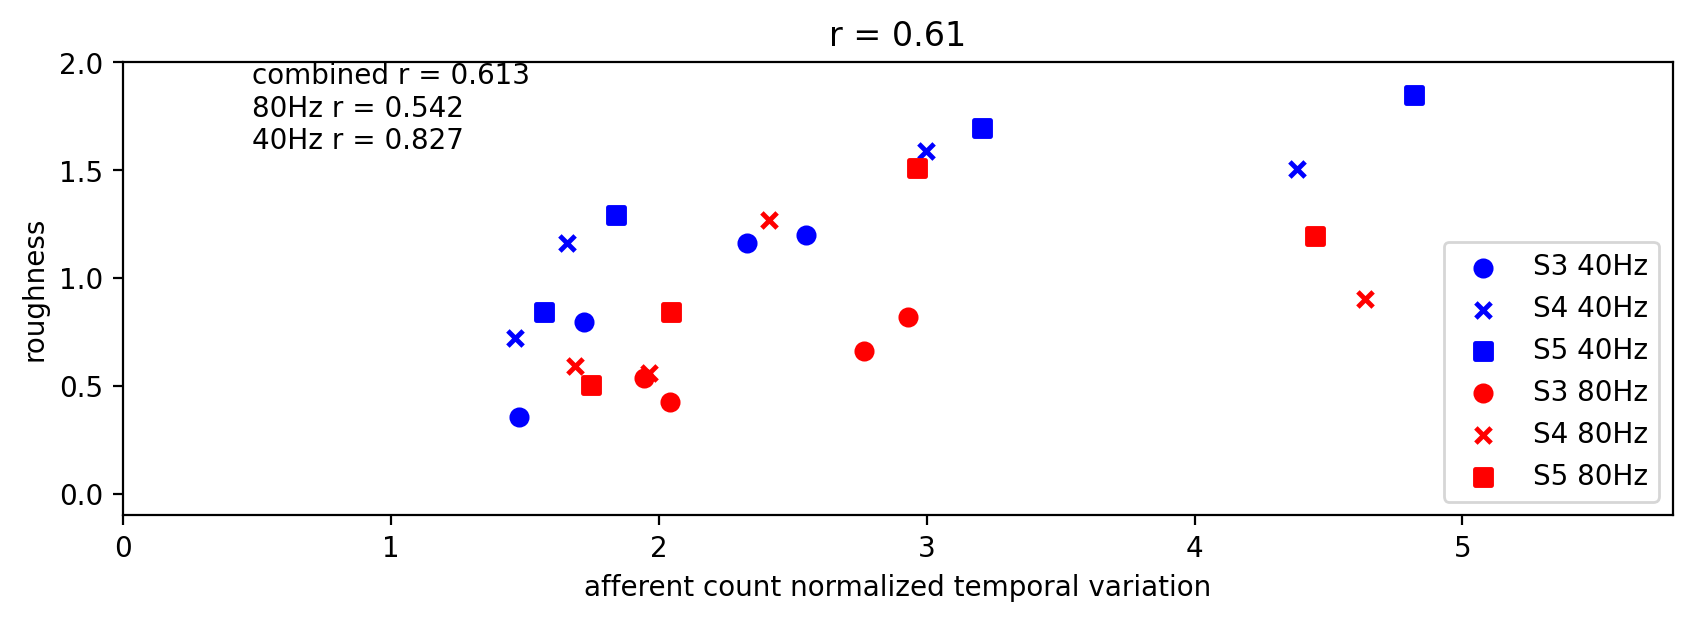 r = 0.61
combined r = 0.613
80Hz r = 0.542
40Hz r = 0.827
2.0
1.5
1.0
0.5
0.0
roughness
S3 40Hz
S4 40Hz
S5 40Hz
S3 80Hz
S4 80Hz
S5 80Hz
0 1 2 3 4 5
afferent count normalized temporal variation